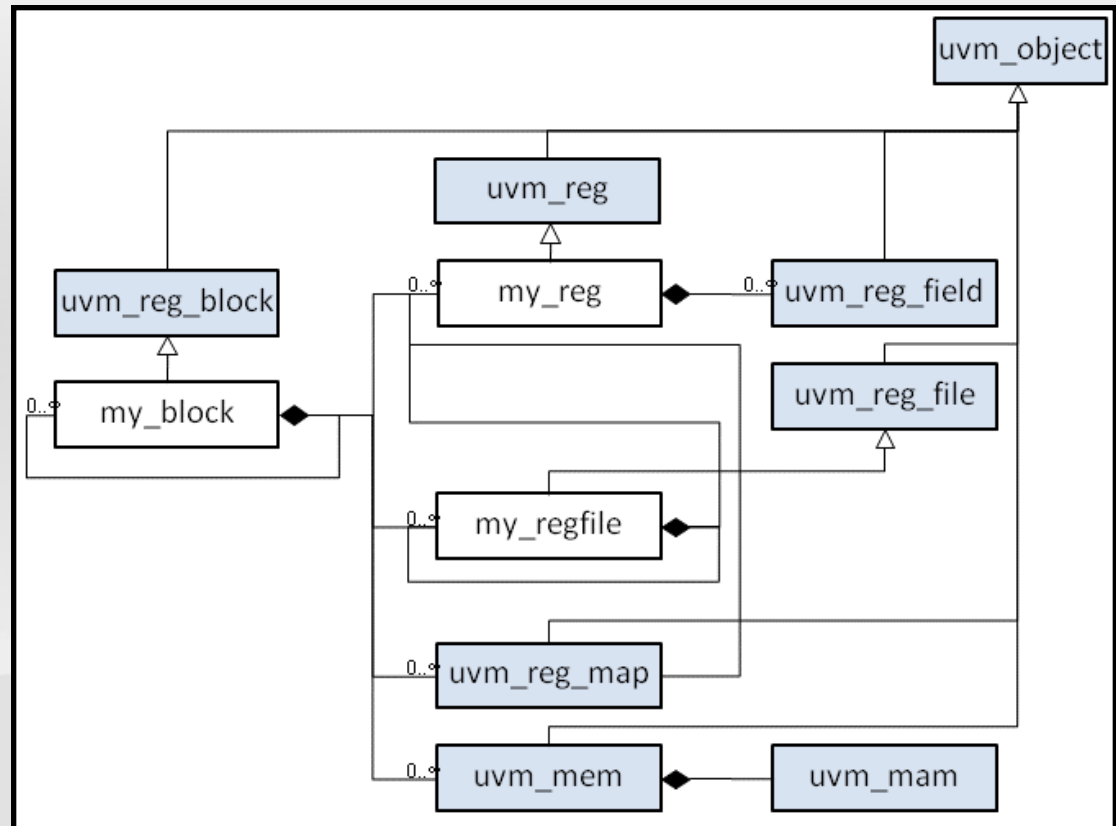 uvm_object
uvm_reg
0..∞
my_reg
0..∞
uvm_reg_field
uvm_reg_block
uvm_reg_file
0..∞
my_block
0..∞
my_regfile
0..∞
uvm_reg_map
0..∞
uvm_mem
uvm_mam